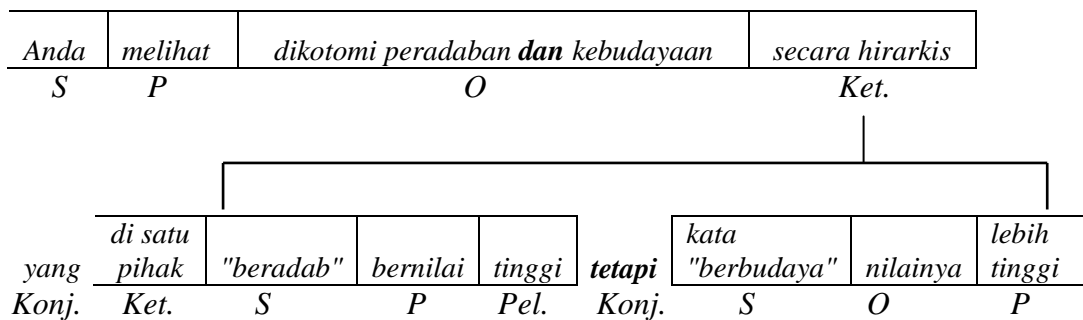 Anda melihat dikotomi peradaban dan kebudayaan secara hirarkis
S P O Ket.
di satu kata lebih
yang pihak "beradab" bernilai tinggi tetapi "berbudaya" nilainya tinggi
Konj. Ket. S P Pel. Konj. S O P